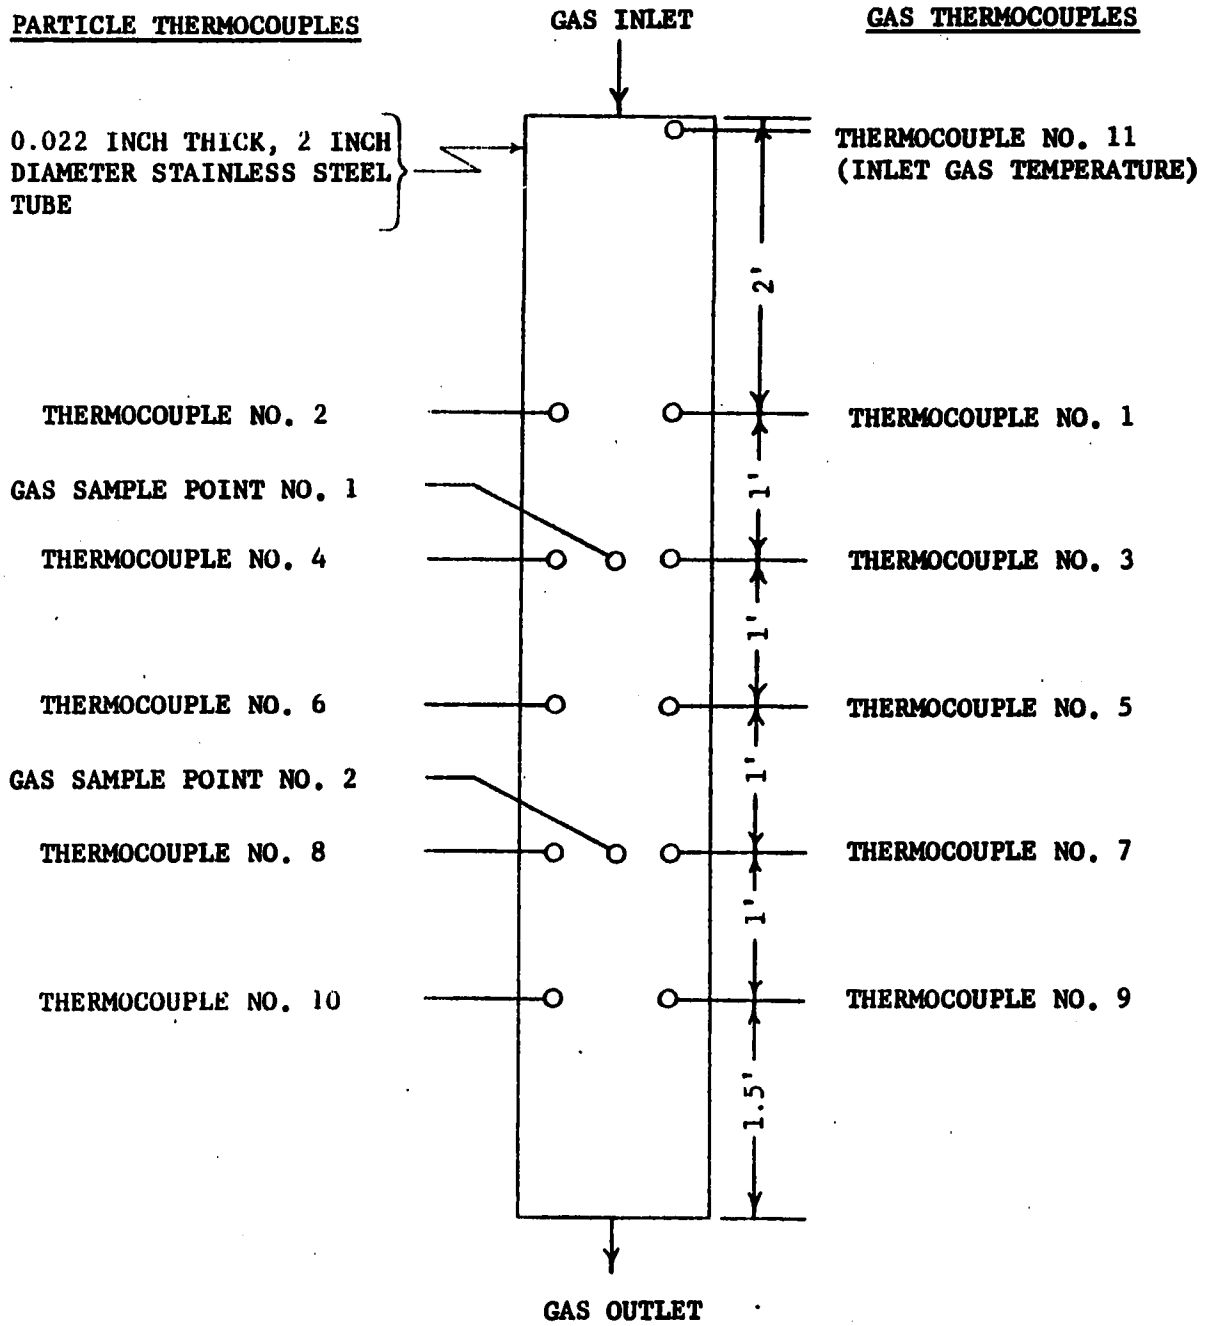 PARTICLE THERMOCOUPLES
GAS INLET
GAS THERMOCOUPLES
0.022 INCH THICK, 2 INCH
DIAMETER STAINLESS STEEL
TUBE
THERMOCOUPLE NO. 11
(INLET GAS TEMPERATURE)
2'
THERMOCOUPLE NO. 2
THERMOCOUPLE NO. 1
GAS SAMPLE POINT NO. 1
1'
THERMOCOUPLE NO. 4
THERMOCOUPLE NO. 3
1'
THERMOCOUPLE NO. 6
THERMOCOUPLE NO. 5
GAS SAMPLE POINT NO. 2
1'
THERMOCOUPLE NO. 8
THERMOCOUPLE NO. 7
1'
THERMOCOUPLE NO. 10
THERMOCOUPLE NO. 9
1.5'
GAS OUTLET